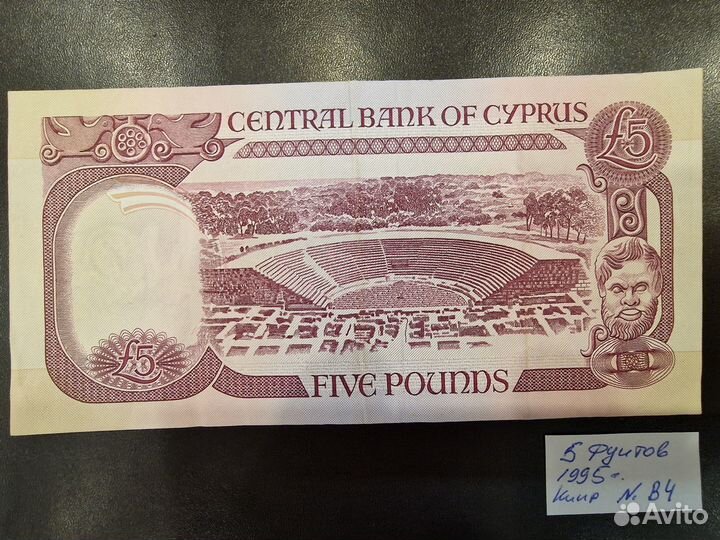 CENTRAL BANK OF CYPRUS
£5
£5
FIVE POUNDS
5 Фунтов
1995 г.
Кипр № 84
Avito